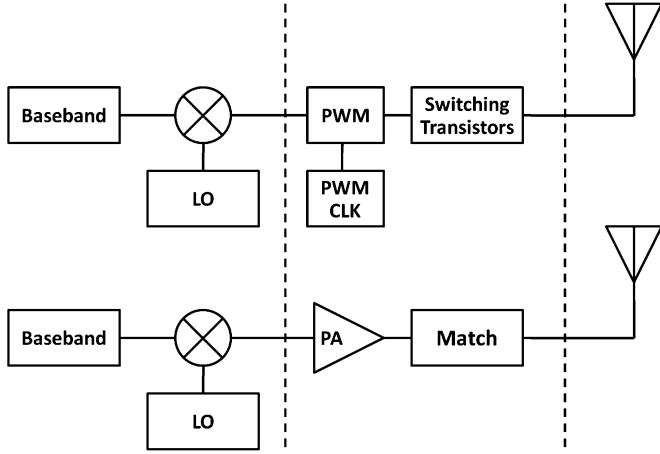 Baseband
PWM
Switching
Transistors
LO
PWM
CLK
Baseband
PA
Match
LO